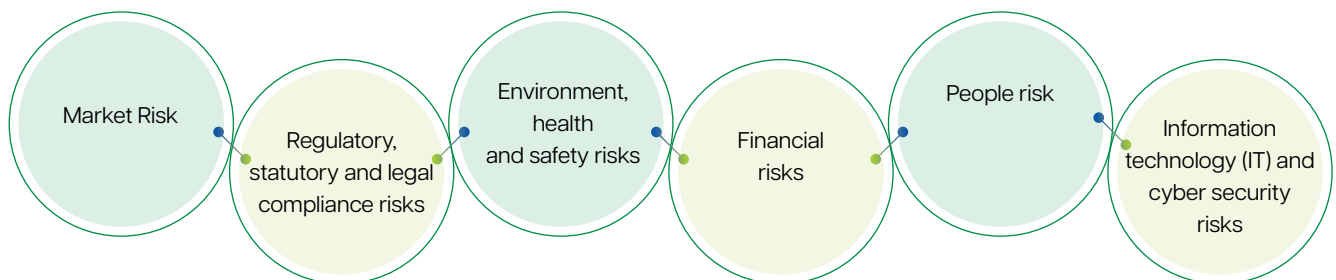 Market Risk
Regulatory,
statutory and legal
compliance risks
Environment,
health
and safety risks
Financial
risks
People risk
Information
technology (IT) and
cyber security
risks